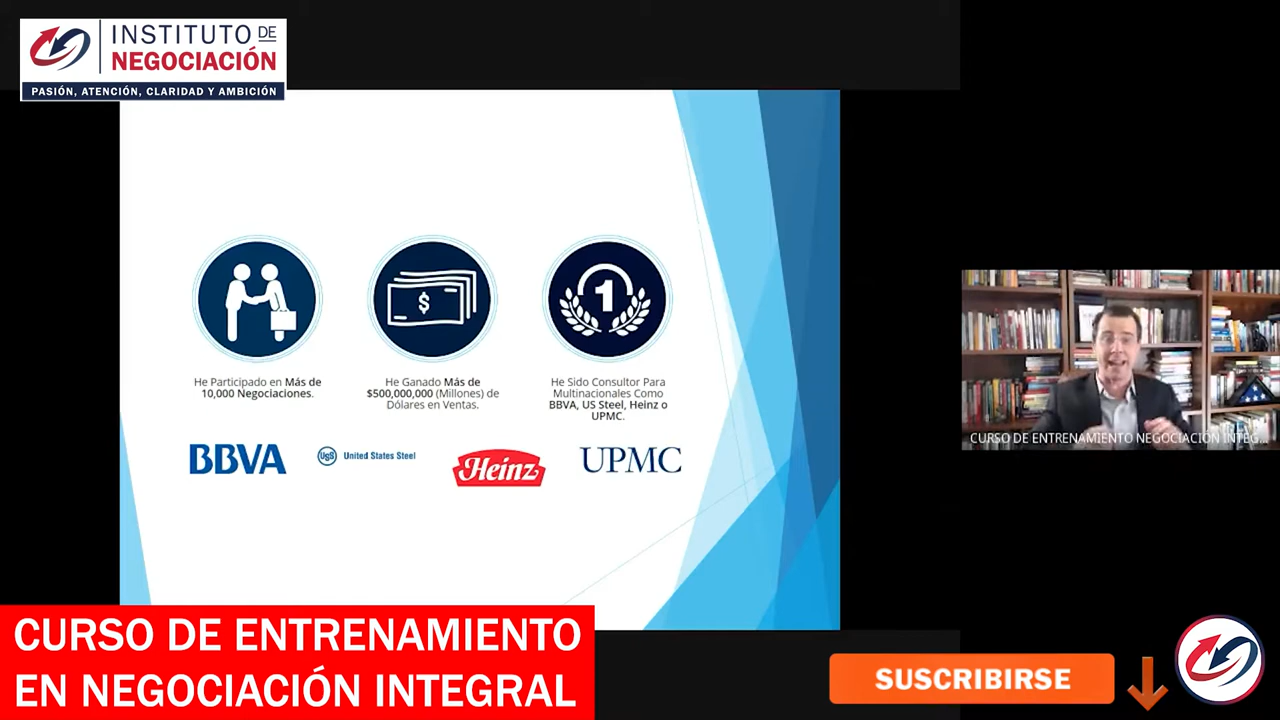 INSTITUTO DE
NEGOCIACIÓN
PASIÓN, ATENCIÓN, CLARIDAD Y AMBICIÓN
$
1
He Participado en Más de
10,000 Negociaciones.
He Ganado Más de
$500,000,000 (Millones) de
Dólares en Ventas.
He Sido Consultor Para
Multinacionales Como
BBVA, US Steel, Heinz o
UPMC.
BBVA
USS United States Steel
Heinz
UPMC
CURSO DE ENTRENAMIENTO NEGOCIACIÓN INTEG...
CURSO DE ENTRENAMIENTO
EN NEGOCIACIÓN INTEGRAL
SUSCRIBIRSE